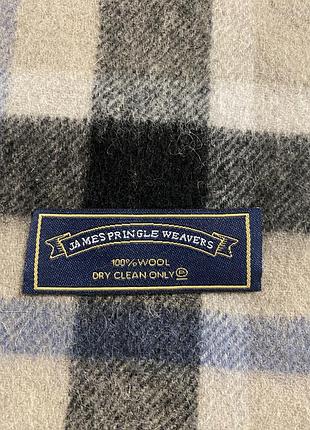 JAMES PRINGLE WEAVERS
100% WOOL
DRY CLEAN ONLY Ⓟ